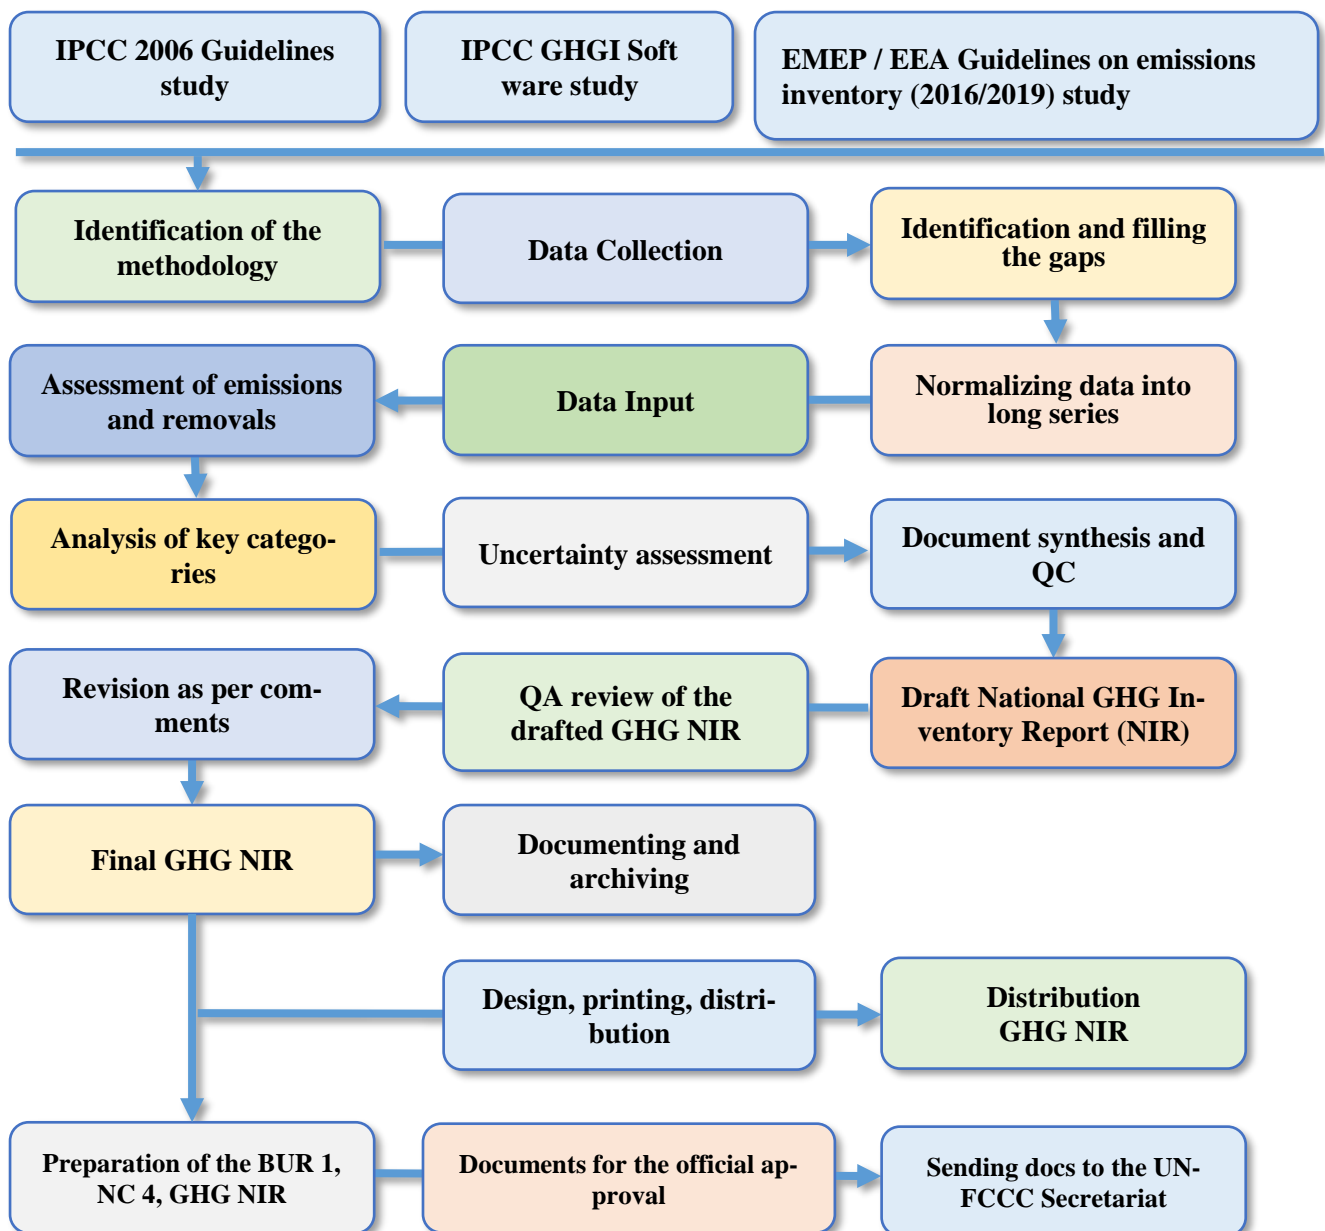 IPCC 2006 Guidelines
study
IPCC GHGI Soft
ware study
EMEP / EEA Guidelines on emissions
inventory (2016/2019) study
Identification of the
methodology
Data Collection
Identification and filling
the gaps
Assessment of emissions
and removals
Data Input
Normalizing data into
long series
Analysis of key catego-
ries
Uncertainty assessment
Document synthesis and
QC
Revision as per com-
ments
QA review of the
drafted GHG NIR
Draft National GHG In-
ventory Report (NIR)
Final GHG NIR
Documenting and
archiving
Design, printing, distri-
bution
Distribution
GHG NIR
Preparation of the BUR 1,
NC 4, GHG NIR
Documents for the official ap-
proval
Sending docs to the UN-
FCCC Secretariat